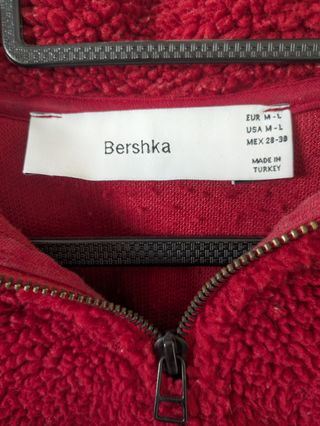 Bershka
EUR M - L
USA M - L
MEX 28-30
MADE IN
TURKEY